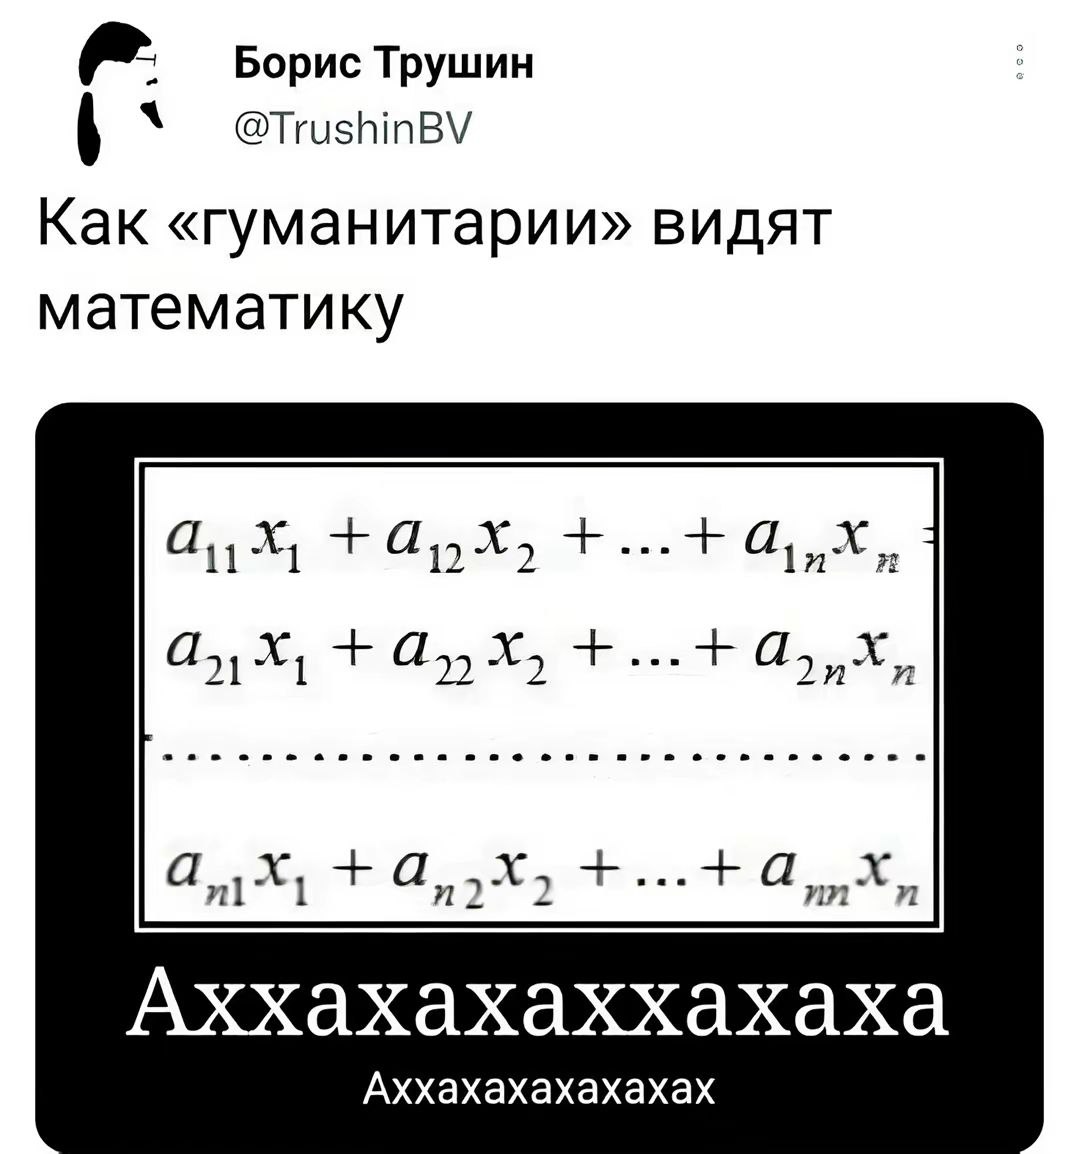 Борис Трушин
@TrushinBV
Как «гуманитарии» видят
математику
a₁₁x₁ + a₁₂x₂ + ... + a₁ₙxₙ =
a₂₁x₁ + a₂₂x₂ + ... + a₂ₙxₙ
...............................
aₙ₁x₁ + aₙ₂x₂ + ... + aₙₙxₙ
Аххахахаххахаха
Аххахахахахахах